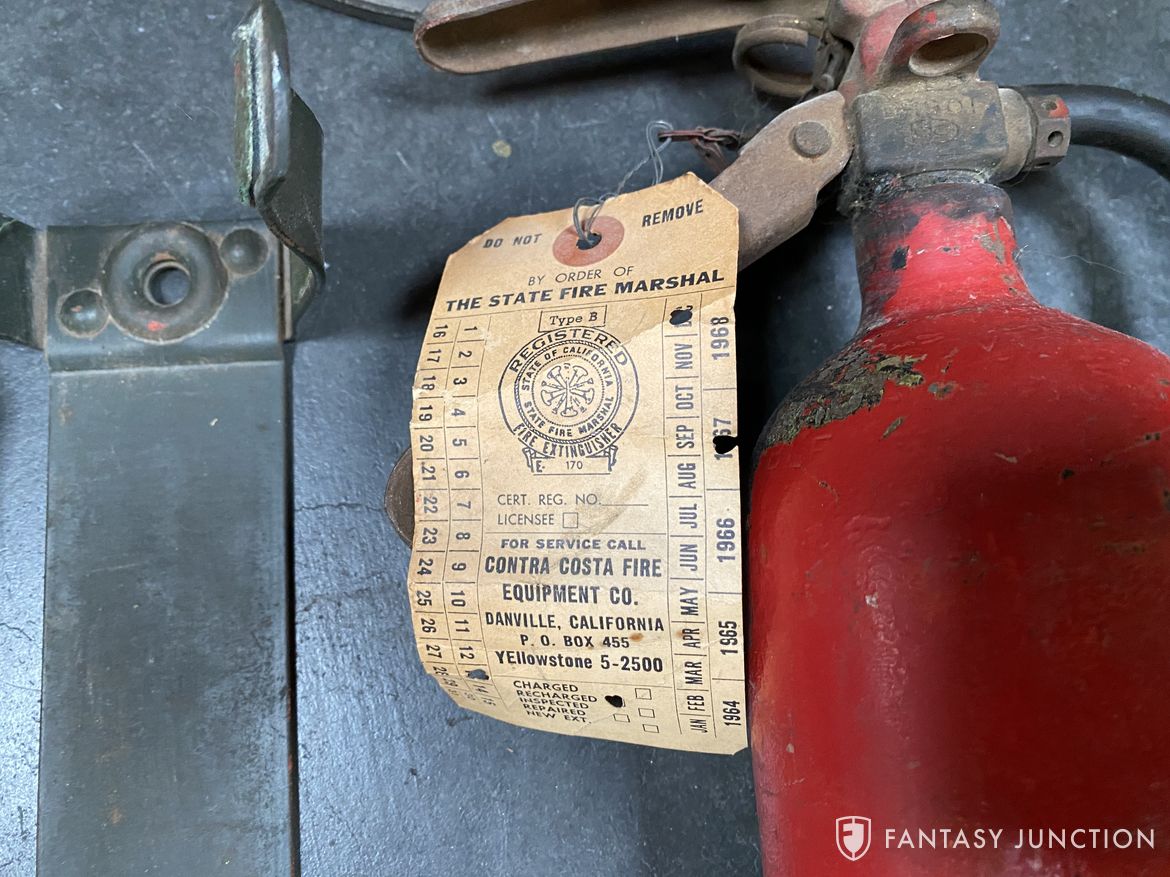 DO NOT REMOVE
BY ORDER OF
THE STATE FIRE MARSHAL
Type B
REGISTERED
STATE OF CALIFORNIA
STATE FIRE MARSHAL
FIRE EXTINGUISHER
E- 170
CERT. REG. NO.
LICENSEE
FOR SERVICE CALL
CONTRA COSTA FIRE
EQUIPMENT CO.
DANVILLE, CALIFORNIA
P. O. BOX 455
YEllowstone 5-2500
CHARGED
RECHARGED
INSPECTED
REPAIRED
NEW EXT.
16 17 18 19 20 21 22 23 24 25 26 27 28
1 2 3 4 5 6 7 8 9 10 11 12 14 15
JAN FEB MAR APR MAY JUN JUL AUG SEP OCT NOV
1964 1965 1966 1968
FANTASY JUNCTION